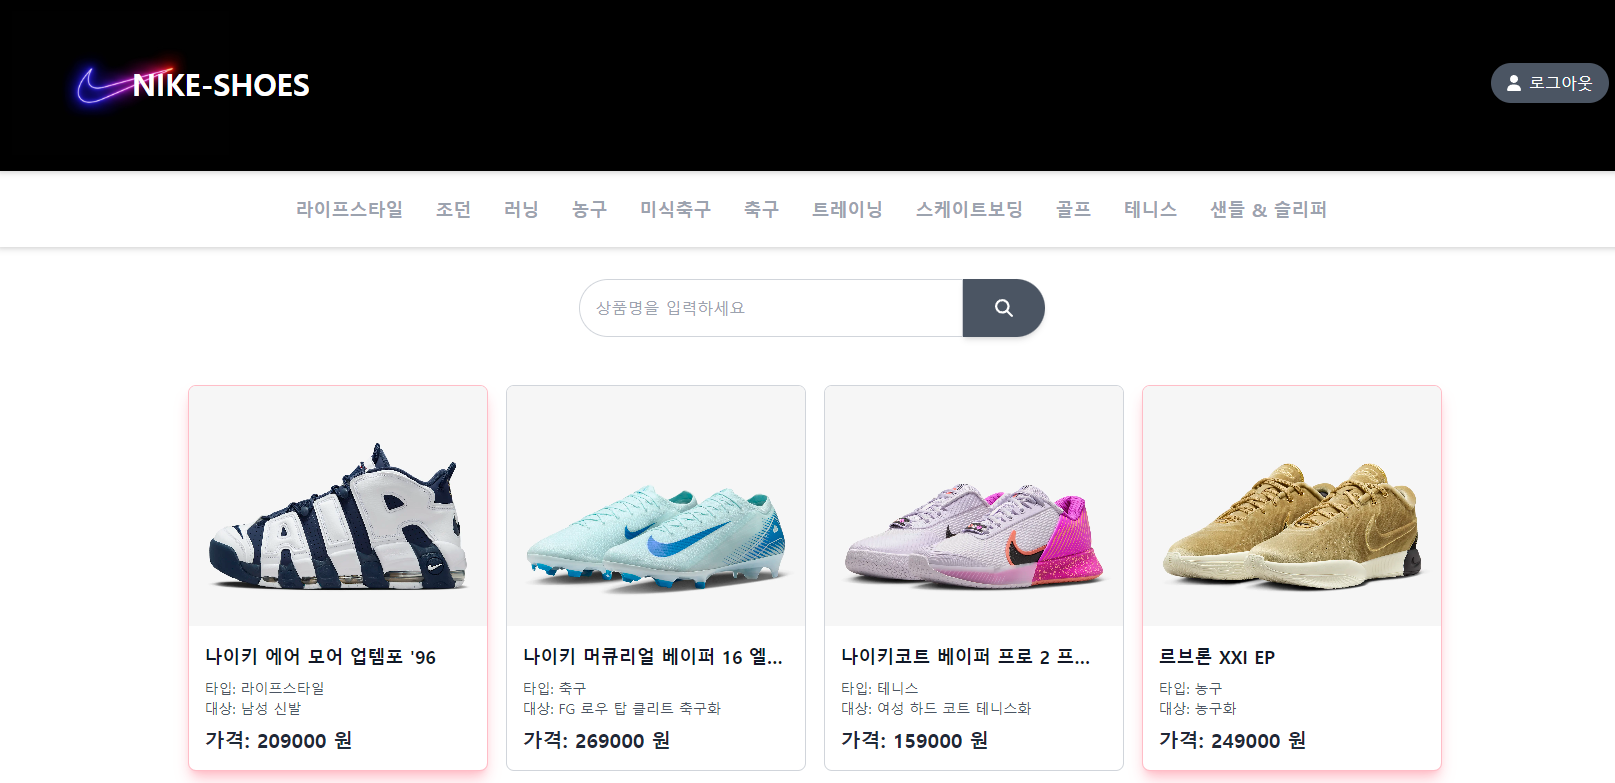 NIKE-SHOES
로그아웃
라이프스타일 조던 러닝 농구 미식축구 축구 트레이닝 스케이트보딩 골프 테니스 샌들 & 슬리퍼
상품명을 입력하세요
나이키 에어 모어 업템포 '96
타입: 라이프스타일
대상: 남성 신발
가격: 209000 원
나이키 머큐리얼 베이퍼 16 엘...
타입: 축구
대상: FG 로우 탑 클리트 축구화
가격: 269000 원
나이키코트 베이퍼 프로 2 프...
타입: 테니스
대상: 여성 하드 코트 테니스화
가격: 159000 원
르브론 XXI EP
타입: 농구
대상: 농구화
가격: 249000 원